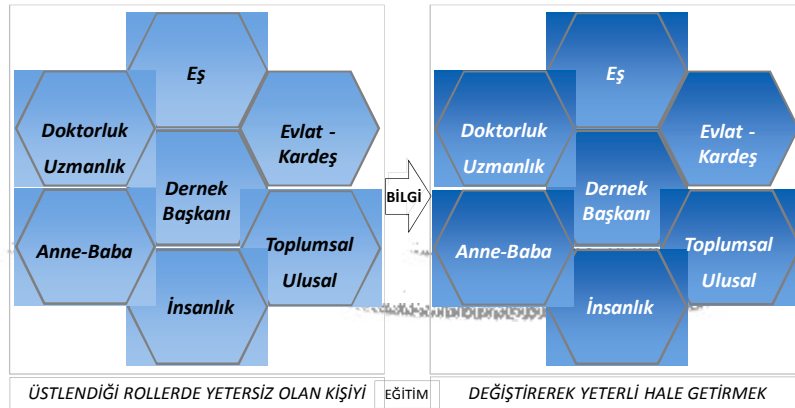 Eş
Doktorluk
Uzmanlık
Evlat -
Kardeş
Dernek
Başkanı
Anne-Baba
Toplumsal
Ulusal
İnsanlık
BİLGİ
Eş
Doktorluk
Uzmanlık
Evlat -
Kardeş
Dernek
Başkanı
Anne-Baba
Toplumsal
Ulusal
İnsanlık
ÜSTLENDİĞİ ROLLERDE YETERSİZ OLAN KİŞİYİ
EĞİTİM
DEĞİŞTİREREK YETERLİ HALE GETİRMEK